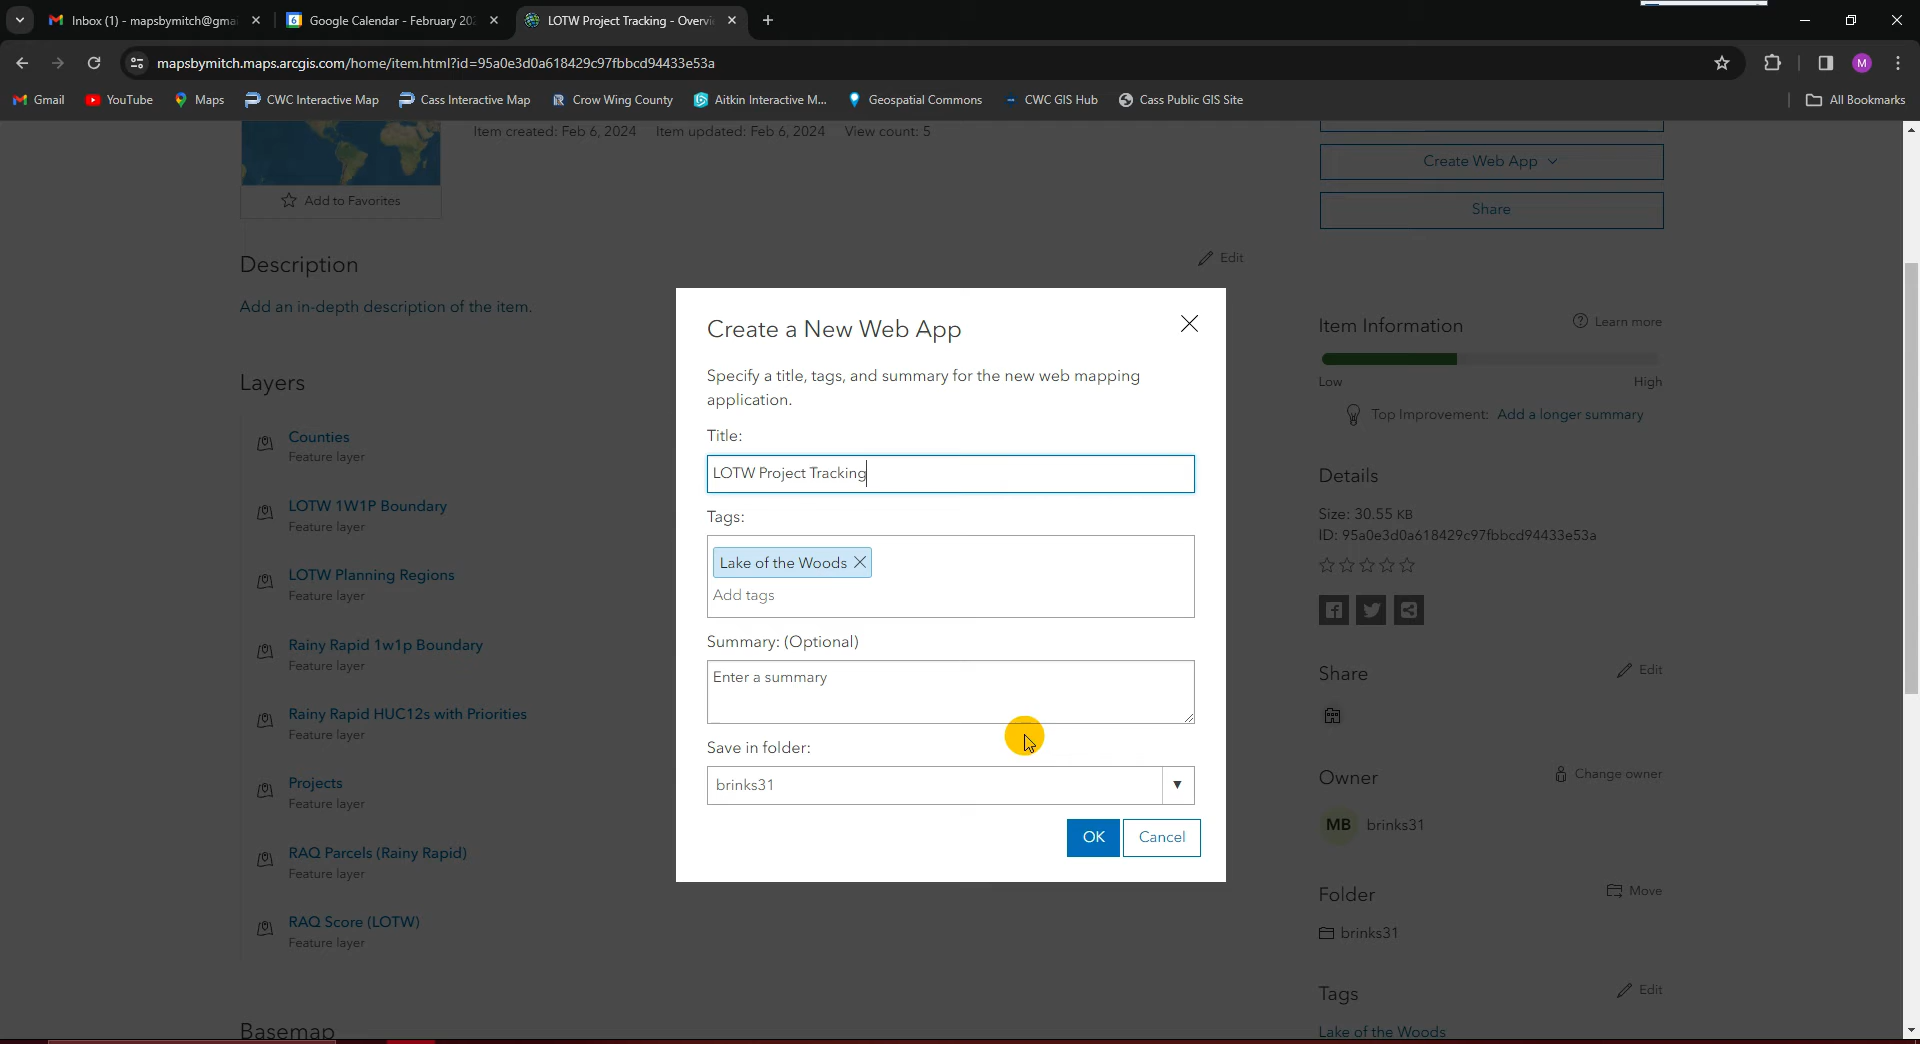 Inbox (1) - mapsbymitch@gma
Google Calendar - February 202
LOTW Project Tracking - Overvi
mapsbymitch.maps.arcgis.com/home/item.html?id=95a0e3d0a618429c97fbbcd94433e53a
M
Gmail
YouTube
Maps
CWC Interactive Map
Cass Interactive Map
Crow Wing County
Aitkin Interactive M...
Geospatial Commons
CWC GIS Hub
Cass Public GIS Site
All Bookmarks
Item created: Feb 6, 2024 Item updated: Feb 6, 2024 View count: 5
Add to Favorites
Create Web App
Share
Description
Edit
Add an in-depth description of the item.
Layers
Counties
Feature layer
LOTW 1W1P Boundary
Feature layer
LOTW Planning Regions
Feature layer
Rainy Rapid 1w1p Boundary
Feature layer
Rainy Rapid HUC12s with Priorities
Feature layer
Projects
Feature layer
RAQ Parcels (Rainy Rapid)
Feature layer
RAQ Score (LOTW)
Feature layer
Basemap
Create a New Web App
Specify a title, tags, and summary for the new web mapping
application.
Title:
LOTW Project Tracking
Tags:
Lake of the Woods
Add tags
Summary: (Optional)
Enter a summary
Save in folder:
brinks31
OK
Cancel
Item Information
Learn more
Low
High
Top Improvement: Add a longer summary
Details
Size: 30.55 KB
ID: 95a0e3d0a618429c97fbbcd94433e53a
Share
Edit
Owner
Change owner
MB brinks31
Folder
Move
brinks31
Tags
Edit
Lake of the Woods